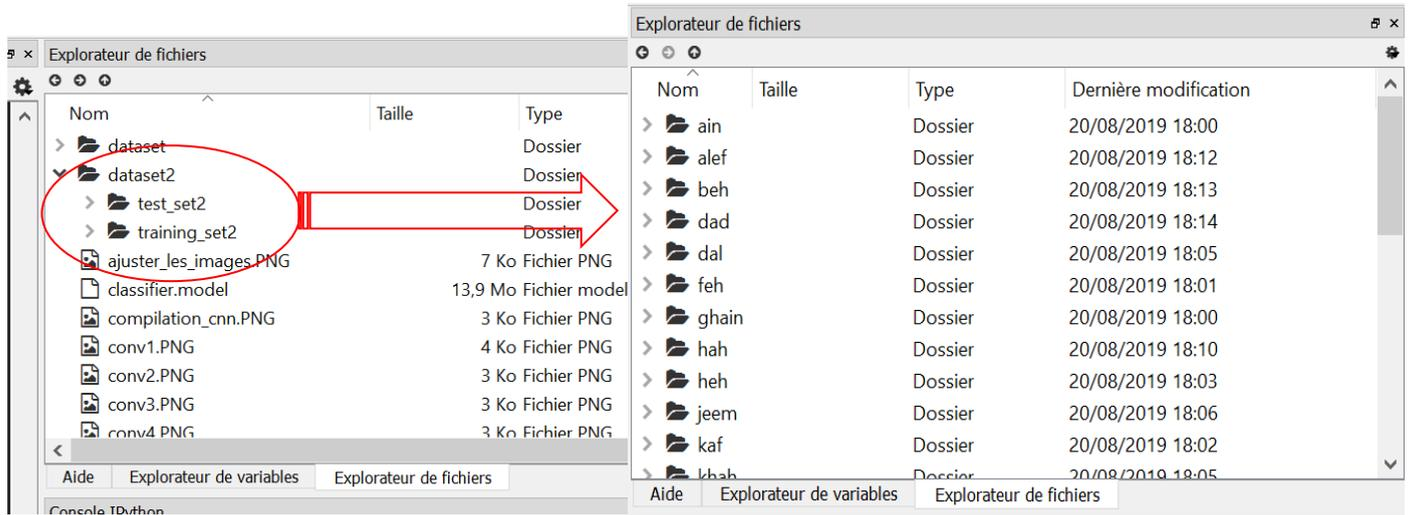 Explorateur de fichiers
Nom Taille Type
dataset Dossier
dataset2 Dossier
test_set2 Dossier
training_set2 Dossier
ajuster_les_images.PNG 7 Ko Fichier PNG
classifier.model 13,9 Mo Fichier model
compilation_cnn.PNG 3 Ko Fichier PNG
conv1.PNG 4 Ko Fichier PNG
conv2.PNG 3 Ko Fichier PNG
conv3.PNG 3 Ko Fichier PNG
conv4.PNG 3 Ko Fichier PNG
Aide Explorateur de variables Explorateur de fichiers
Console IPython
Explorateur de fichiers
Nom Taille Type Dernière modification
ain Dossier 20/08/2019 18:00
alef Dossier 20/08/2019 18:12
beh Dossier 20/08/2019 18:13
dad Dossier 20/08/2019 18:14
dal Dossier 20/08/2019 18:05
feh Dossier 20/08/2019 18:01
ghain Dossier 20/08/2019 18:00
hah Dossier 20/08/2019 18:10
heh Dossier 20/08/2019 18:03
jeem Dossier 20/08/2019 18:06
kaf Dossier 20/08/2019 18:02
khah Dossier 20/08/2019 18:05
Aide Explorateur de variables Explorateur de fichiers